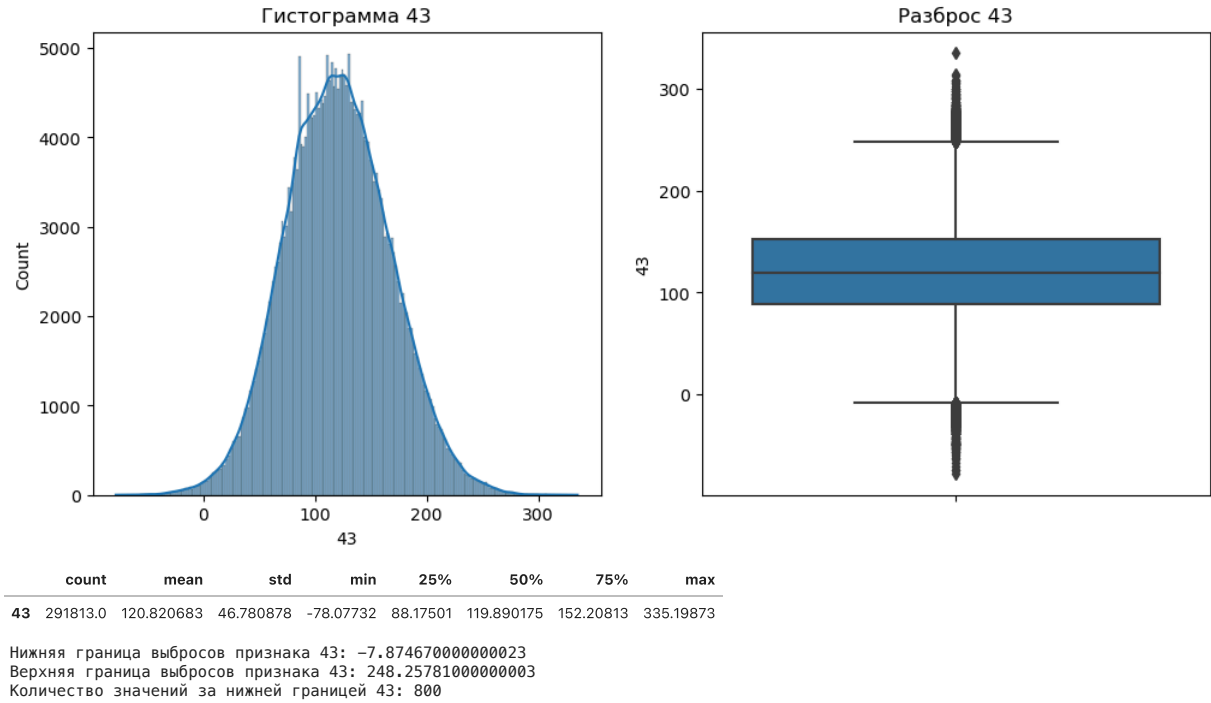 Гистограмма 43
5000
4000
3000
2000
1000
0
Count
0 100 200 300
43
Разброс 43
300
200
100
0
43
count mean std min 25% 50% 75% max
43 291813.0 120.820683 46.780878 -78.07732 88.17501 119.890175 152.20813 335.19873
Нижняя граница выбросов признака 43: -7.874670000000023
Верхняя граница выбросов признака 43: 248.25781000000003
Количество значений за нижней границей 43: 800